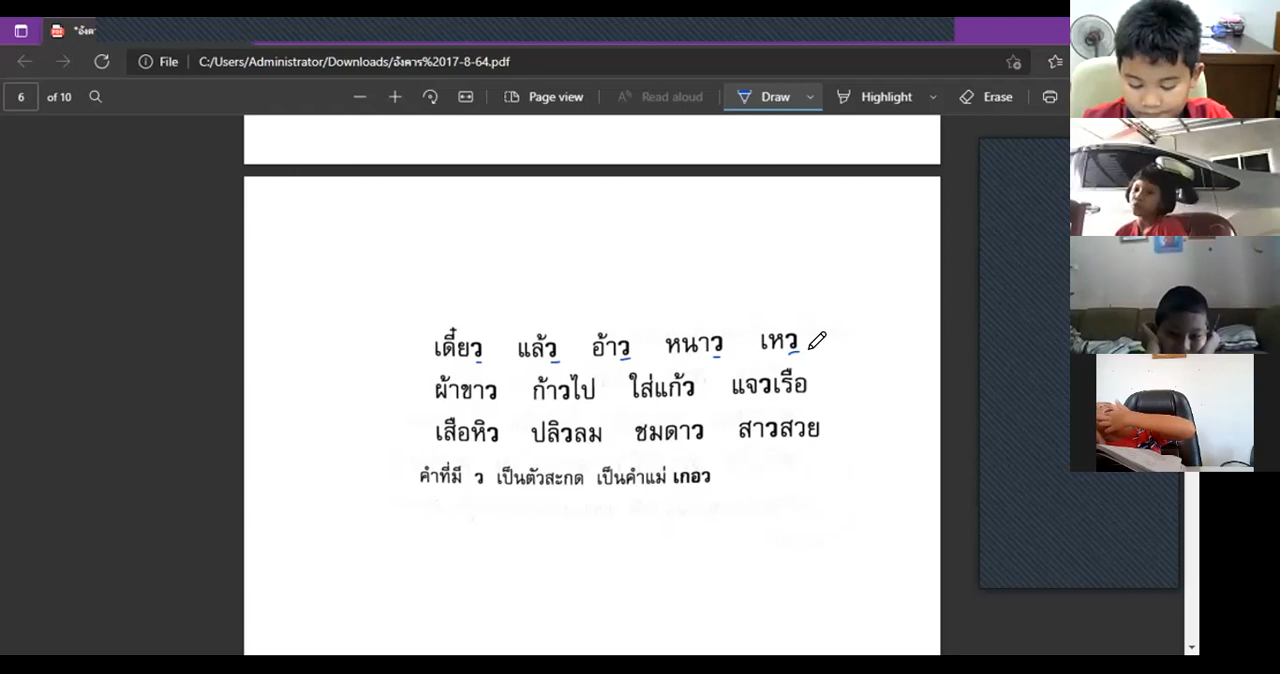 "อังคา
File C:/Users/Administrator/Downloads/อังคาร%2017-8-64.pdf
6 of 10 Page view Read aloud Draw Highlight Erase
เดี๋ยว แล้ว อ้าว หนาว เหว
ผ้าขาว ก้าวไป ใส่แก้ว แจวเรือ
เสือหิว ปลิวลม ชมดาว สาวสวย
คำที่มี ว เป็นตัวสะกด เป็นคำแม่ เกอว